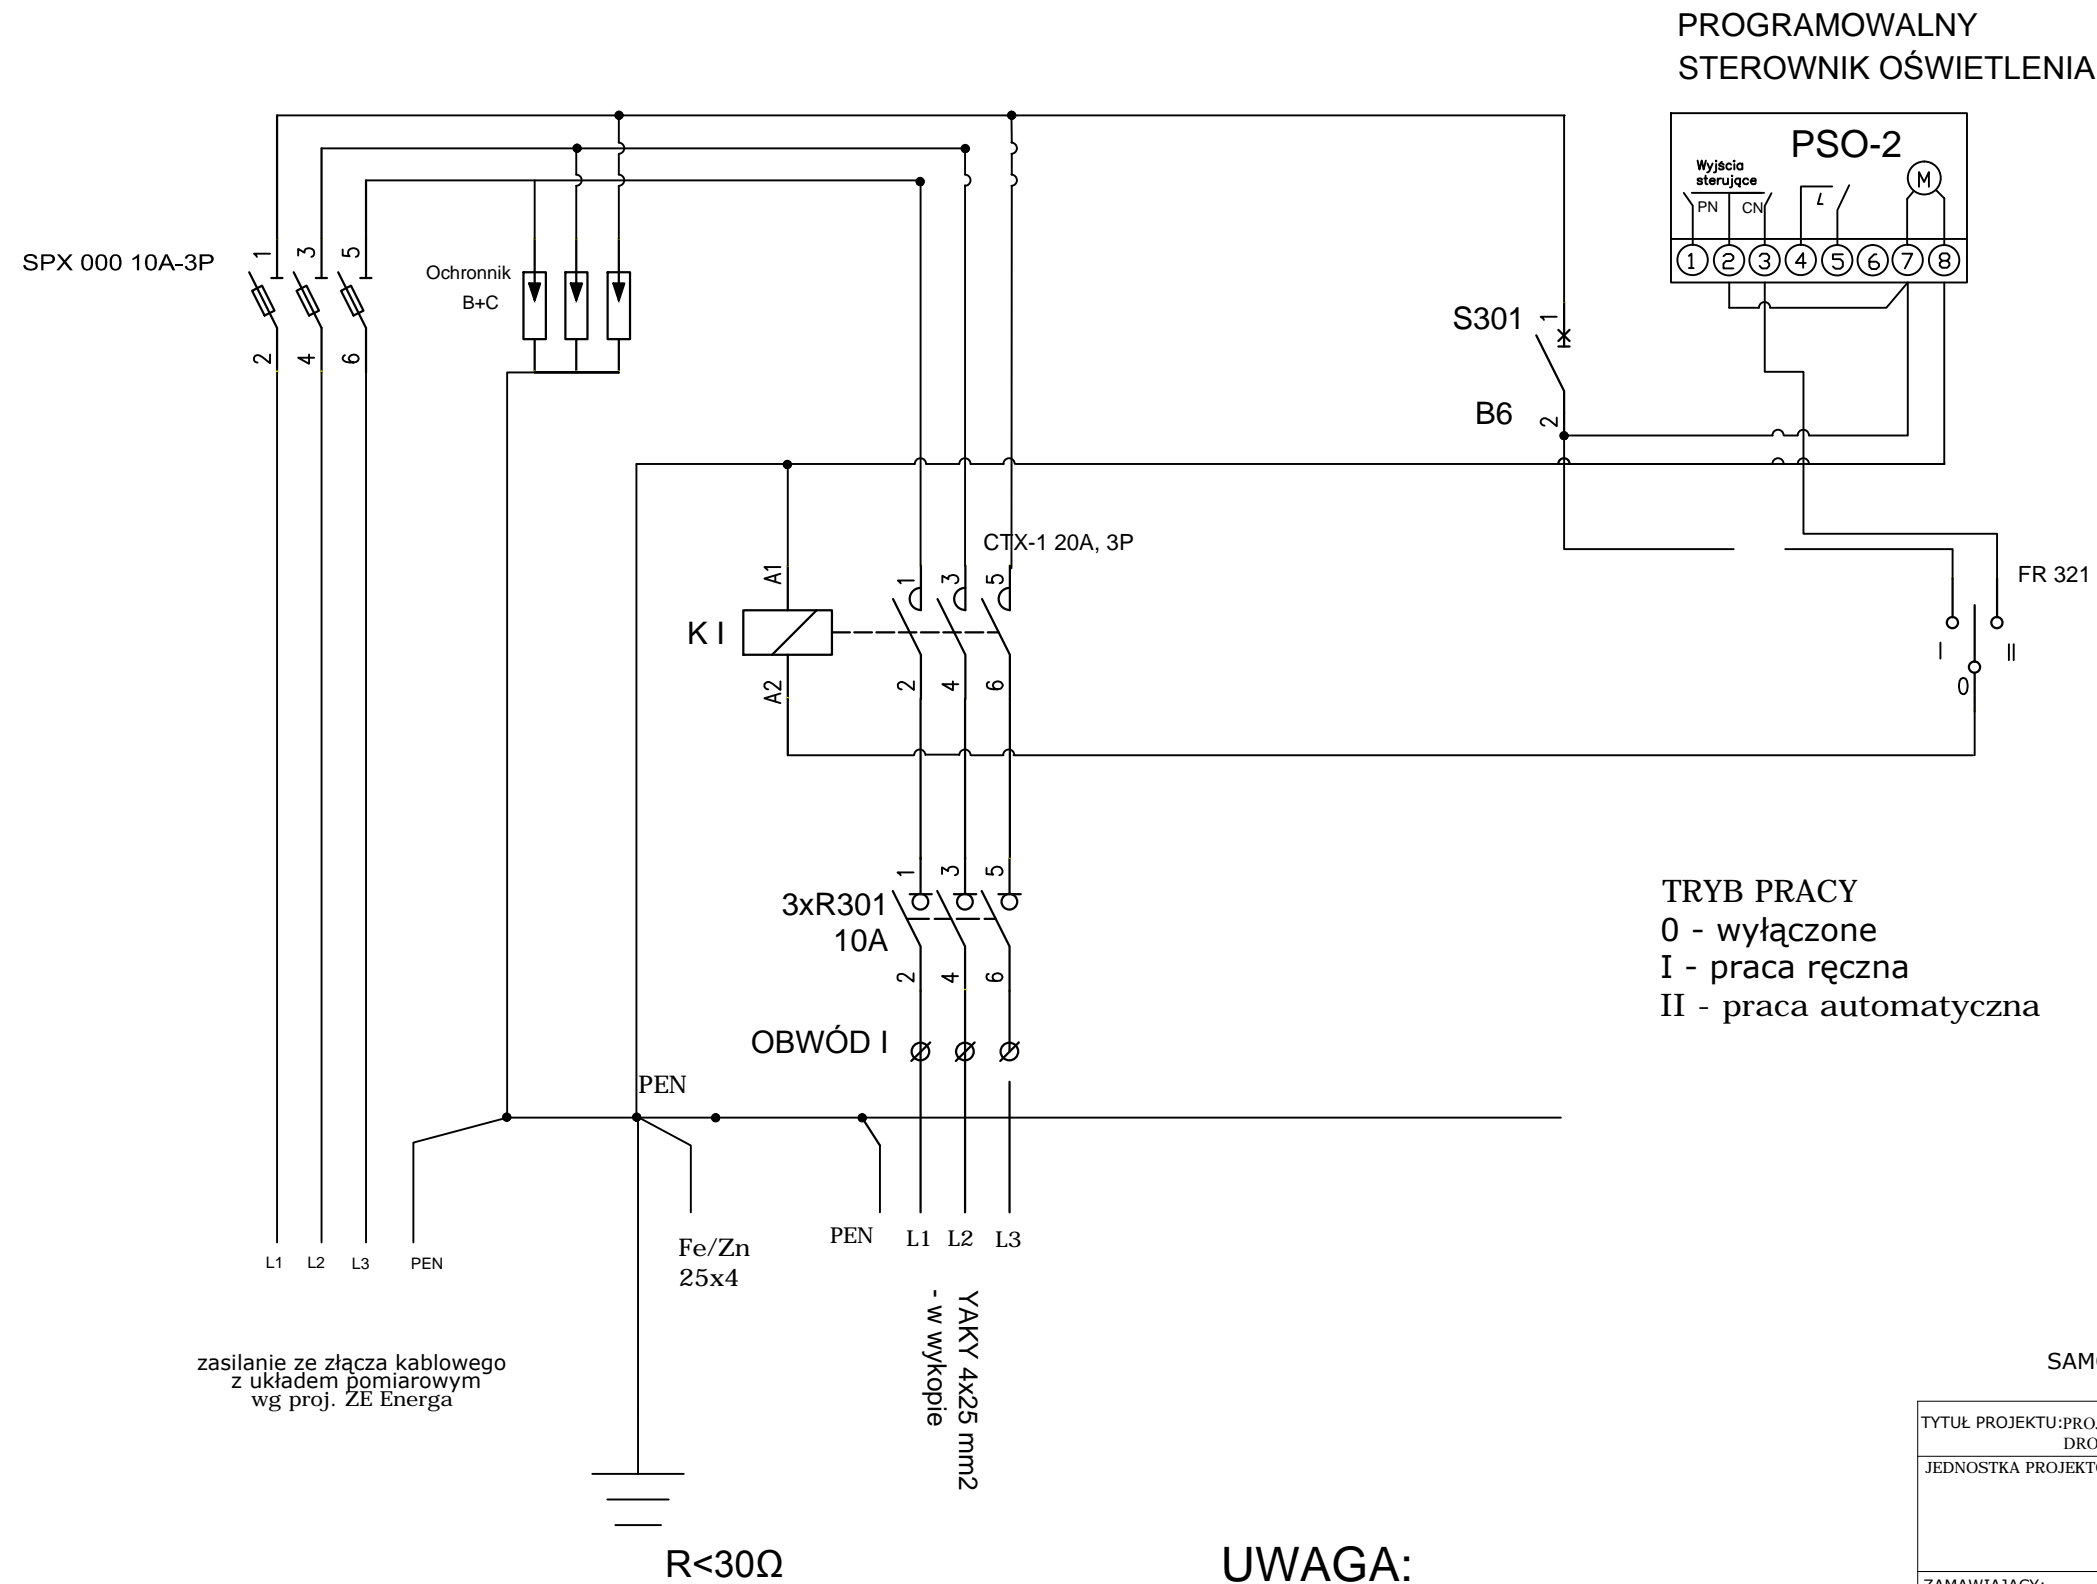 PROGRAMOWALNY
STEROWNIK OŚWIETLENIA
PSO-2
Wyjścia
sterujące
M
PN
CN
L
1 2 3 4 5 6 7 8
SPX 000 10A-3P
1 3 5
2 4 6
Ochronnik
B+C
S301
1
B6
2
CTX-1 20A, 3P
FR 321
K I
A1
A2
1 3 5
2 4 6
I
II
0
3xR301
10A
1 3 5
2 4 6
TRYB PRACY
0 - wyłączone
I - praca ręczna
II - praca automatyczna
OBWÓD I
PEN
L1 L2 L3 PEN
Fe/Zn
25x4
PEN L1 L2 L3
YAKY 4x25 mm2
- w wykopie
zasilanie ze złącza kablowego
z układem pomiarowym
wg proj. ZE Energa
R<30Ω
UWAGA:
TYTUŁ PROJEKTU: